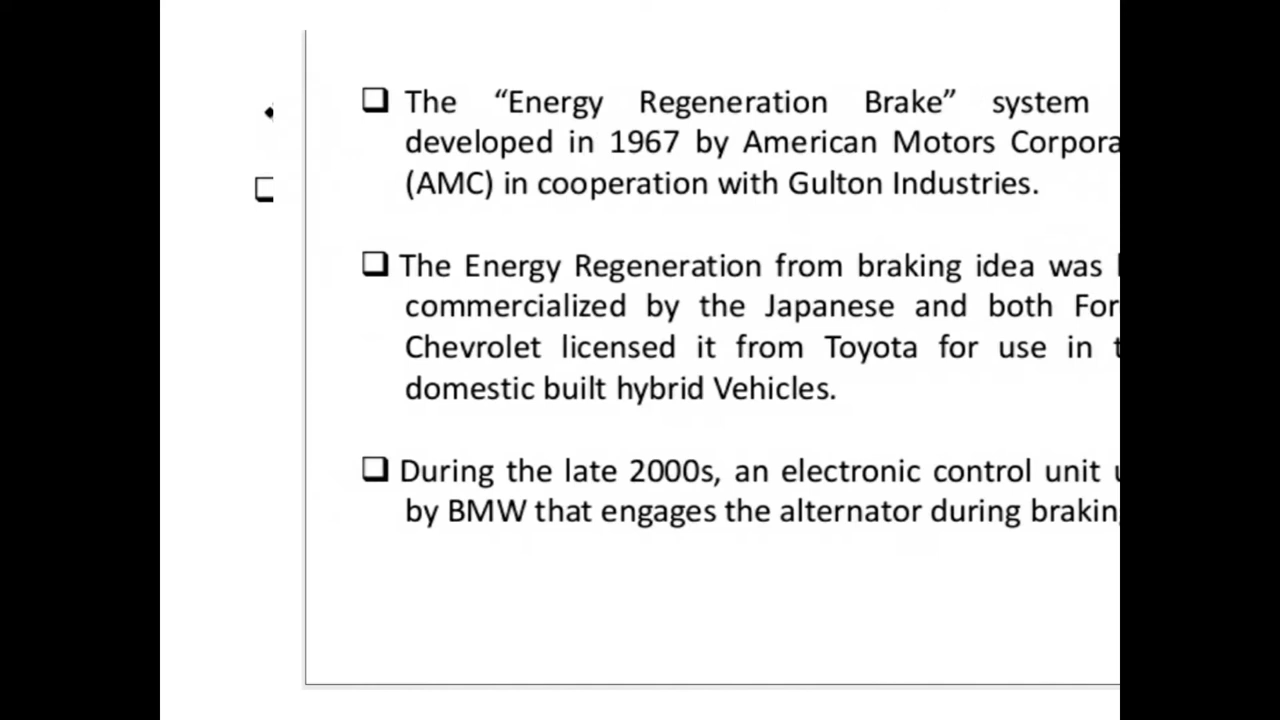 ❑ The “Energy Regeneration Brake” system
developed in 1967 by American Motors Corpora
(AMC) in cooperation with Gulton Industries.
❑ The Energy Regeneration from braking idea was
commercialized by the Japanese and both For
Chevrolet licensed it from Toyota for use in
domestic built hybrid Vehicles.
❑ During the late 2000s, an electronic control unit
by BMW that engages the alternator during brakin